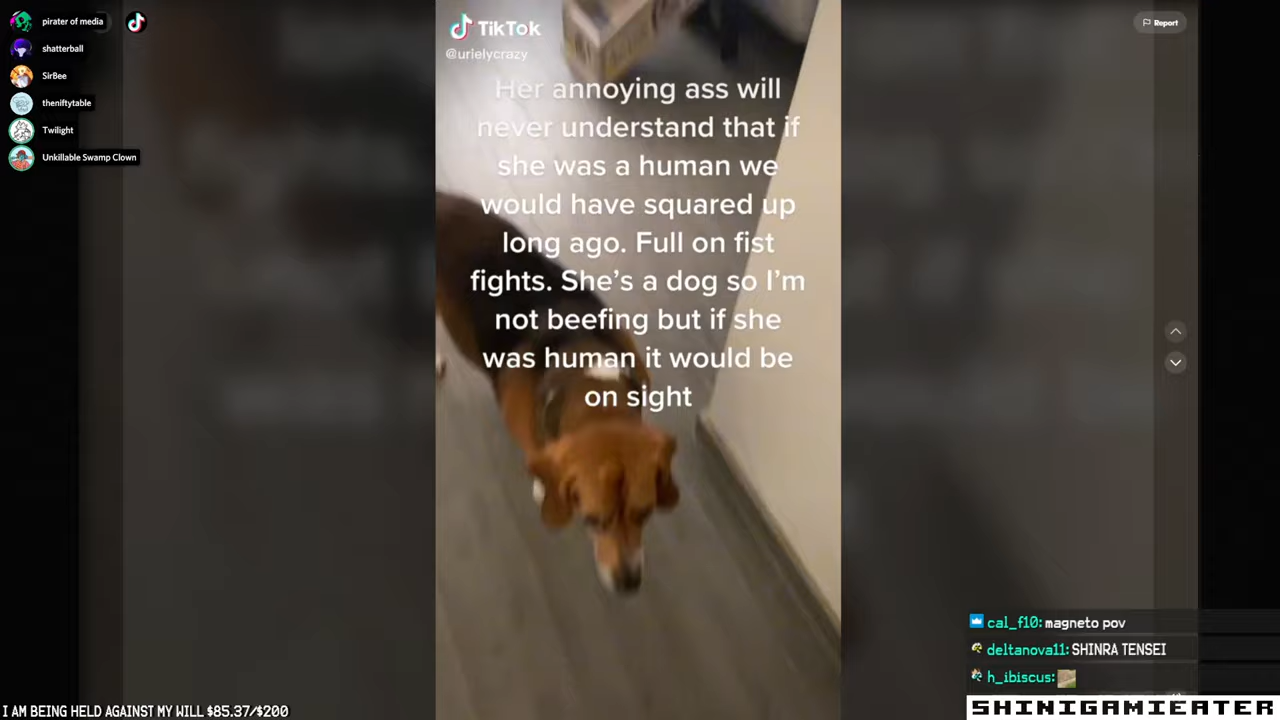 pirater of media
shatterball
SirBee
theniftytable
Twilight
Unkillable Swamp Clown
TikTok
@urielycrazy
Report
Her annoying ass will
never understand that if
she was a human we
would have squared up
long ago. Full on fist
fights. She's a dog so I'm
not beefing but if she
was human it would be
on sight
cal_f10: magneto pov
deltanova11: SHINRA TENSEI
h_ibiscus:
I AM BEING HELD AGAINST MY WILL $85.37/$200
SHINIGAMIEATER